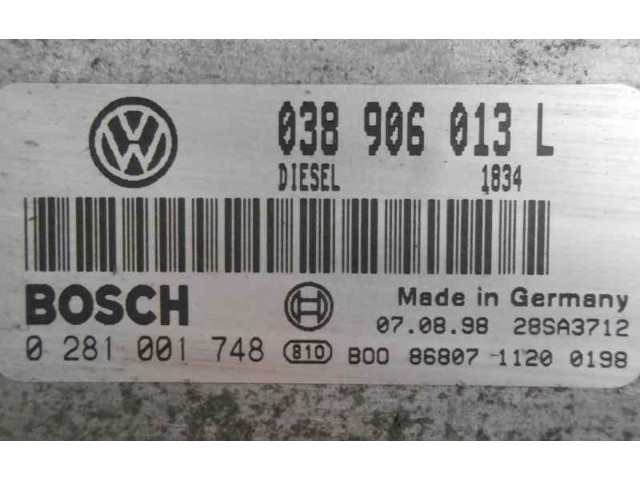 VW
038 906 013 L
DIESEL 1834
BOSCH
Made in Germany
07.08.98 28SA3712
0 281 001 748 810 B00 86807 1120 0198